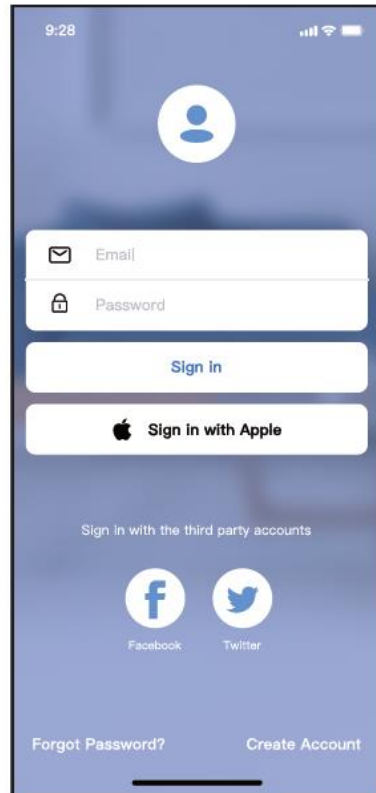 9:28
Email
Password
Sign in
Sign in with Apple
Sign in with the third party accounts
Facebook Twitter
Forgot Password? Create Account